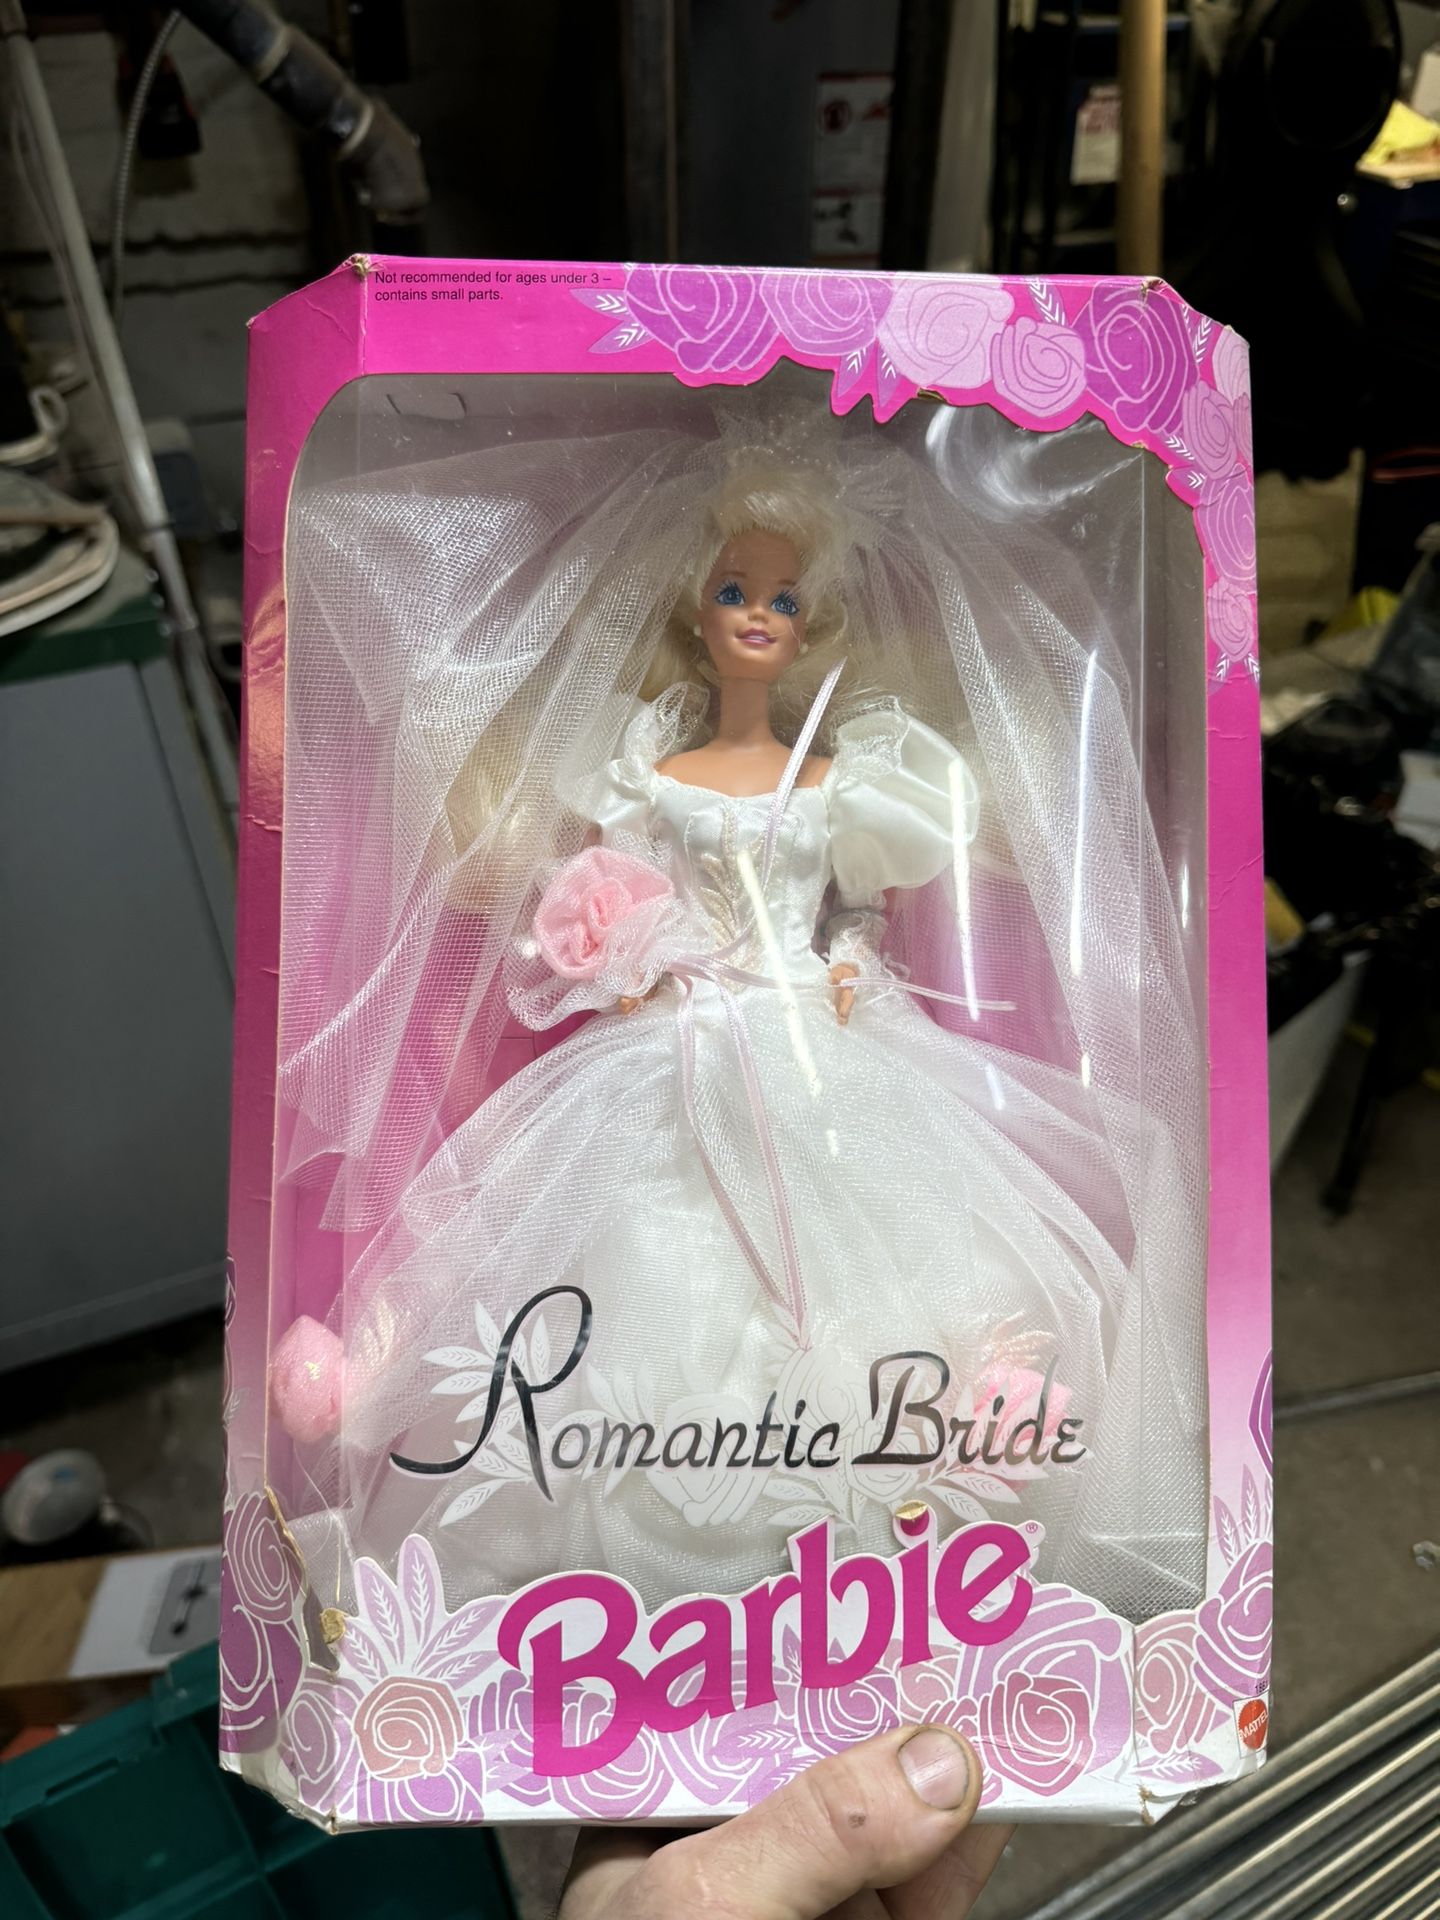 Not recommended for ages under 3 –
contains small parts.
Romantic Bride
Barbie®
MATTEL